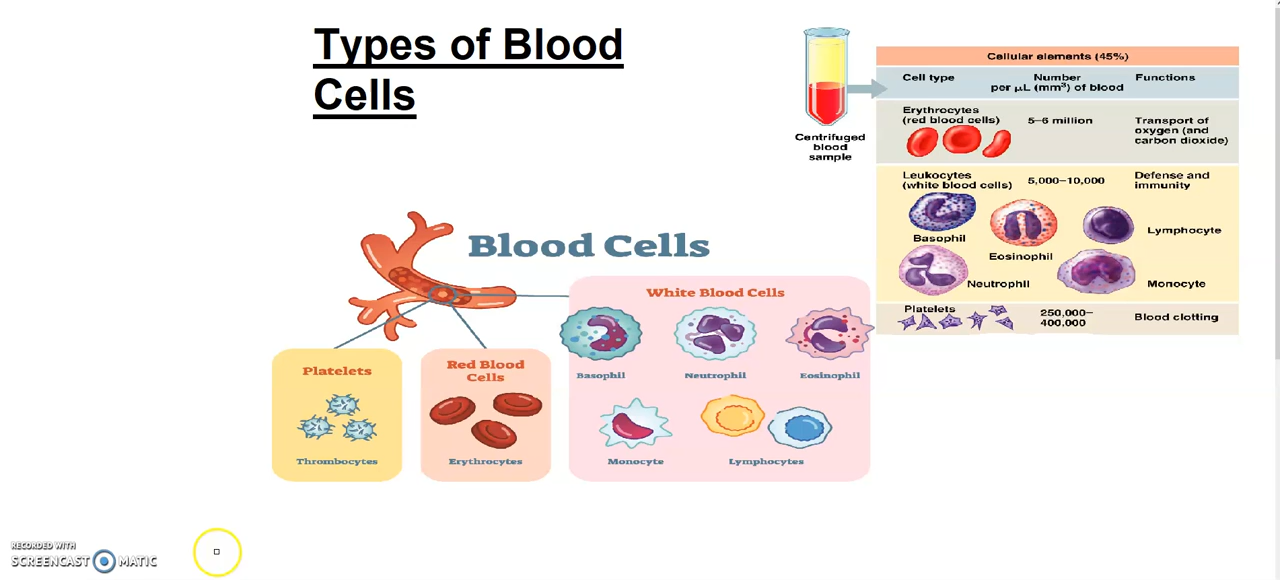 Types of Blood
Cells
Centrifuged
blood
sample
Cellular elements (45%)
Cell type
Number
per µL (mm³) of blood
Functions
Erythrocytes
(red blood cells)
5–6 million
Transport of
oxygen (and
carbon dioxide)
Leukocytes
(white blood cells)
5,000–10,000
Defense and
immunity
Basophil
Eosinophil
Lymphocyte
Neutrophil
Monocyte
Platelets
250,000–
400,000
Blood clotting
Blood Cells
White Blood Cells
Basophil
Neutrophil
Eosinophil
Monocyte
Lymphocytes
Platelets
Thrombocytes
Red Blood
Cells
Erythrocytes
RECORDED WITH
SCREENCAST MATIC